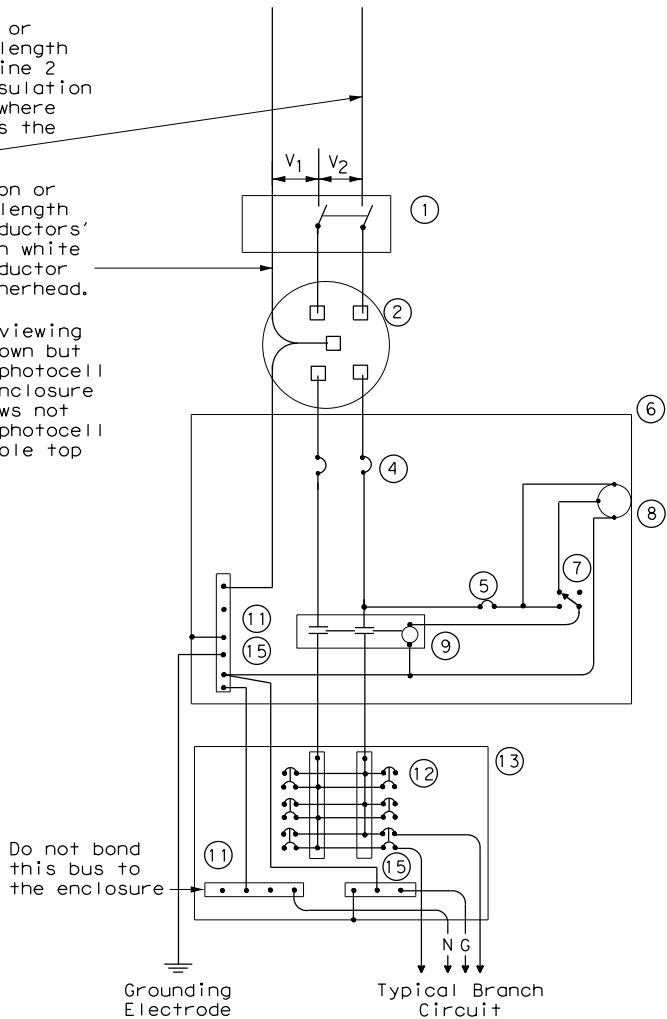 or
length
ine 2
sulation
where
s the
on or
length
ductors'
n white
ductor
herhead.
viewing
own but
photocell
nclosure
ws not
photocell
ole top
V1 V2
1
2
6
4
8
7
5
11
15
9
13
12
Do not bond
this bus to
the enclosure
11
15
N G
Grounding
Electrode
Typical Branch
Circuit